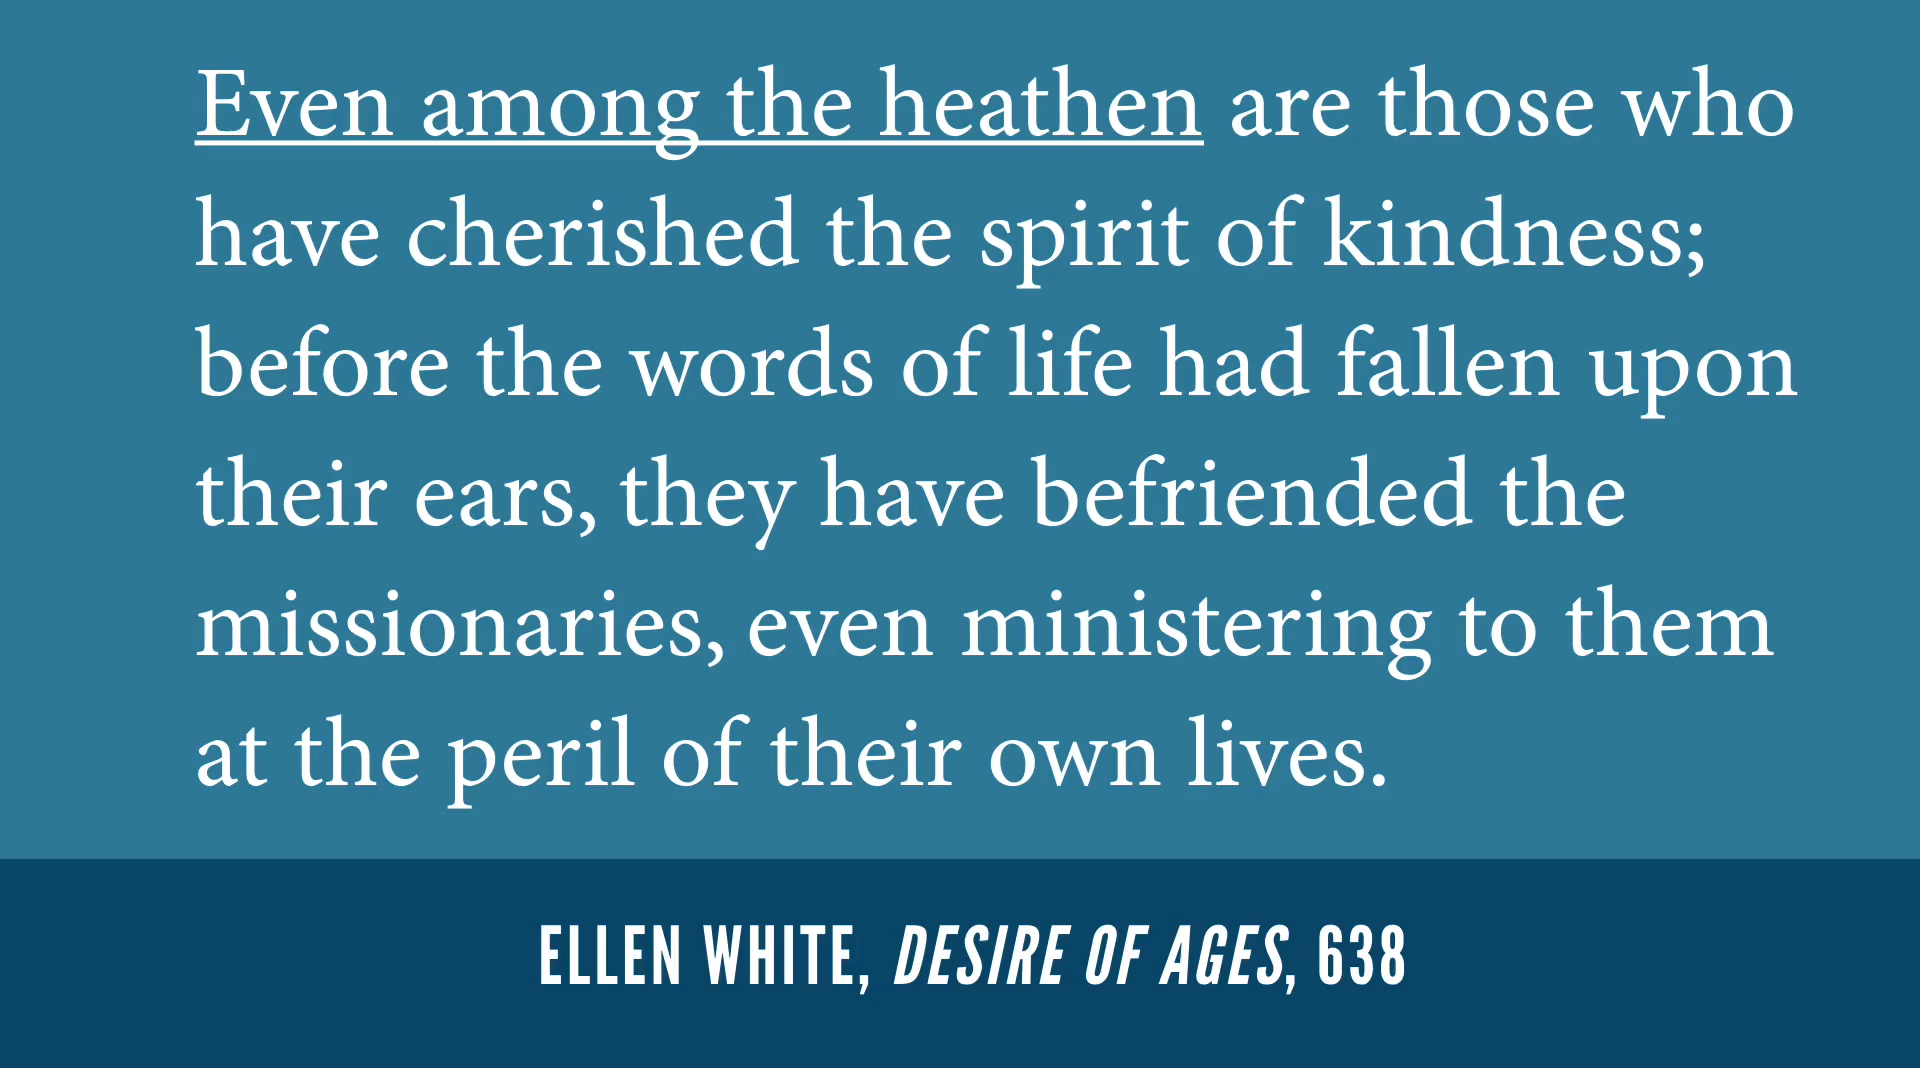 Even among the heathen are those who
have cherished the spirit of kindness;
before the words of life had fallen upon
their ears, they have befriended the
missionaries, even ministering to them
at the peril of their own lives.
ELLEN WHITE, DESIRE OF AGES, 638